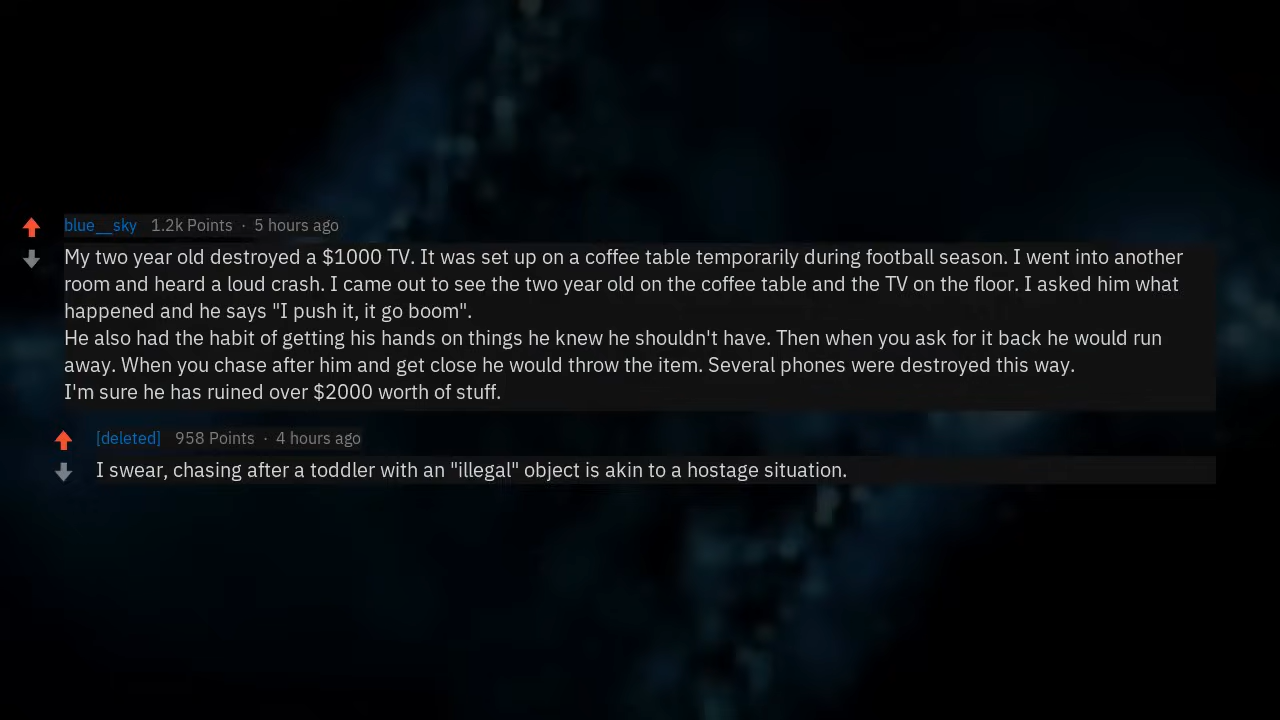 blue__sky 1.2k Points · 5 hours ago
My two year old destroyed a $1000 TV. It was set up on a coffee table temporarily during football season. I went into another
room and heard a loud crash. I came out to see the two year old on the coffee table and the TV on the floor. I asked him what
happened and he says "I push it, it go boom".
He also had the habit of getting his hands on things he knew he shouldn't have. Then when you ask for it back he would run
away. When you chase after him and get close he would throw the item. Several phones were destroyed this way.
I'm sure he has ruined over $2000 worth of stuff.
[deleted] 958 Points · 4 hours ago
I swear, chasing after a toddler with an "illegal" object is akin to a hostage situation.